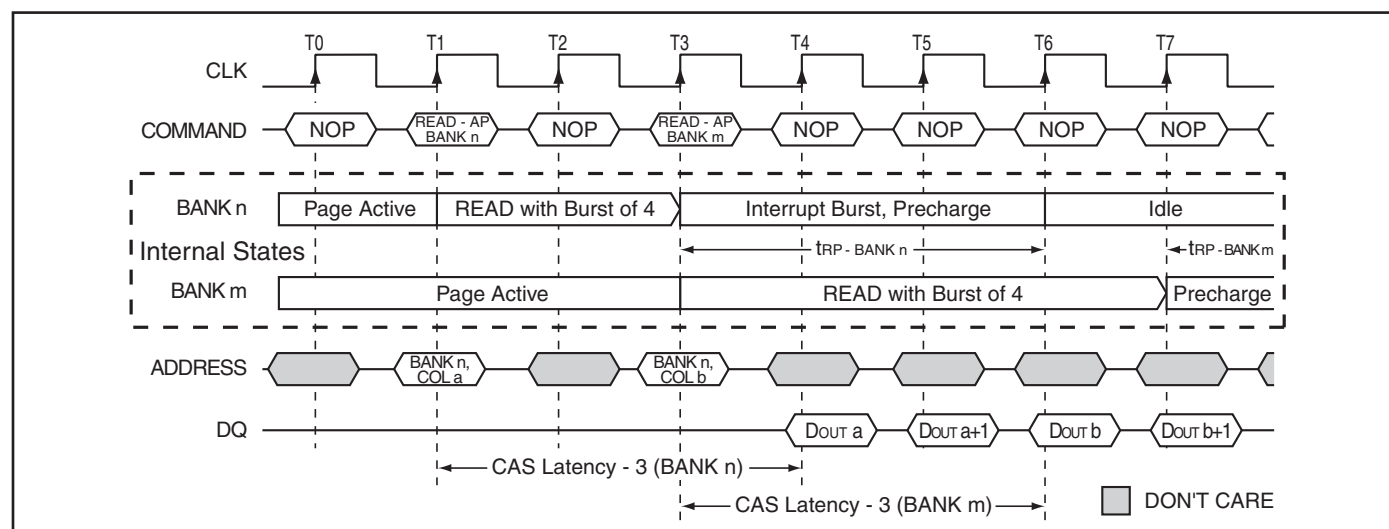 T0 T1 T2 T3 T4 T5 T6 T7
CLK
COMMAND NOP READ - AP BANK n NOP READ - AP BANK m NOP NOP NOP NOP
BANK n Page Active READ with Burst of 4 Interrupt Burst, Precharge Idle
Internal States tRP - BANK n tRP - BANK m
BANK m Page Active READ with Burst of 4 Precharge
ADDRESS BANK n, COL a BANK n, COL b
DQ DOUT a DOUT a+1 DOUT b DOUT b+1
CAS Latency - 3 (BANK n)
CAS Latency - 3 (BANK m)
DON'T CARE